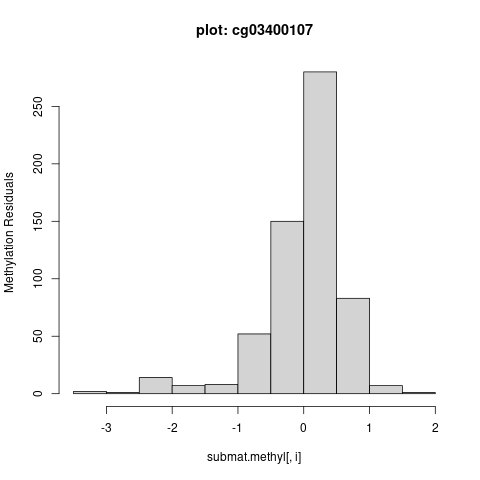 plot: cg03400107
Methylation Residuals
250
200
150
100
50
0
-3 -2 -1 0 1 2
submat.methyl[, i]